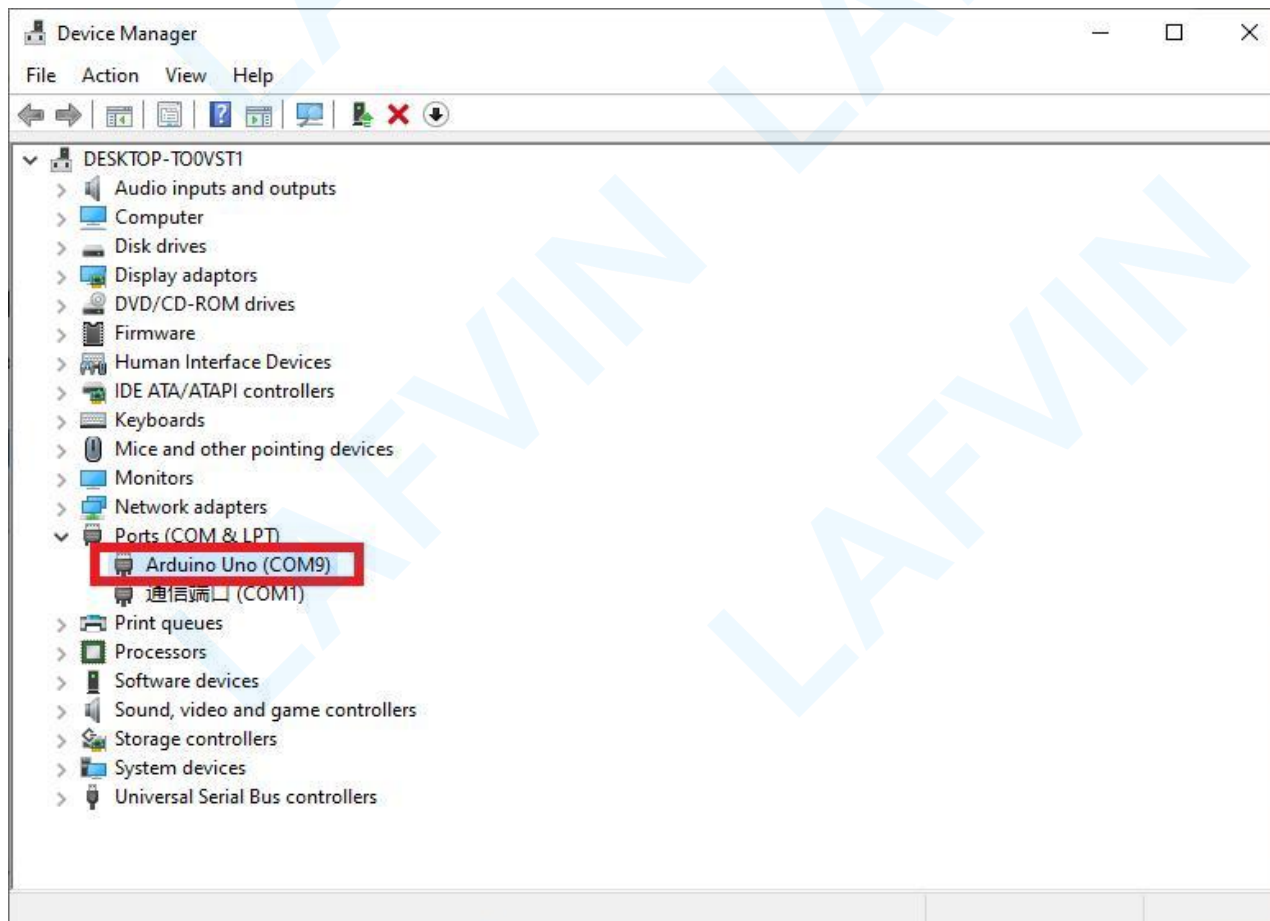 Device Manager
File Action View Help
DESKTOP-TO0VST1
Audio inputs and outputs
Computer
Disk drives
Display adaptors
DVD/CD-ROM drives
Firmware
Human Interface Devices
IDE ATA/ATAPI controllers
Keyboards
Mice and other pointing devices
Monitors
Network adapters
Ports (COM & LPT)
Arduino Uno (COM9)
通信端口 (COM1)
Print queues
Processors
Software devices
Sound, video and game controllers
Storage controllers
System devices
Universal Serial Bus controllers
LAFVIN
LAFVIN